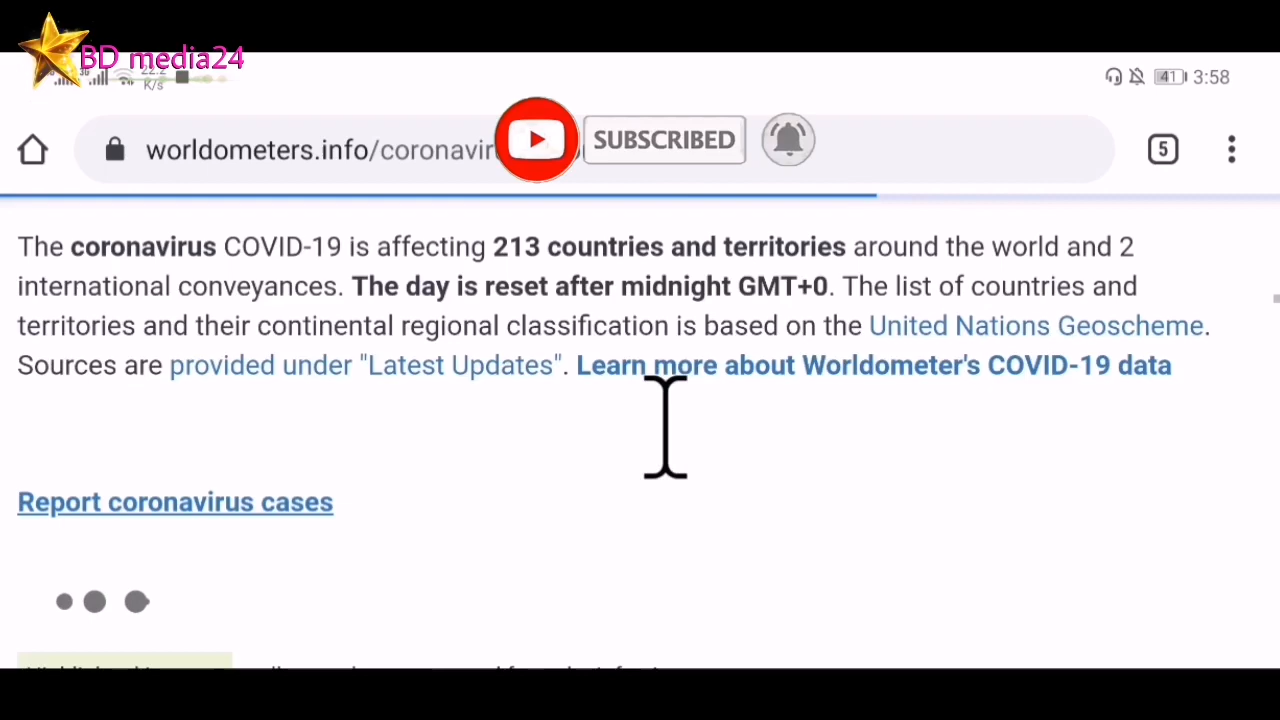 BD media24
22.2
K/s
41 3:58
worldometers.info/coronavir
SUBSCRIBED
5
The coronavirus COVID-19 is affecting 213 countries and territories around the world and 2
international conveyances. The day is reset after midnight GMT+0. The list of countries and
territories and their continental regional classification is based on the United Nations Geoscheme.
Sources are provided under "Latest Updates". Learn more about Worldometer's COVID-19 data
Report coronavirus cases